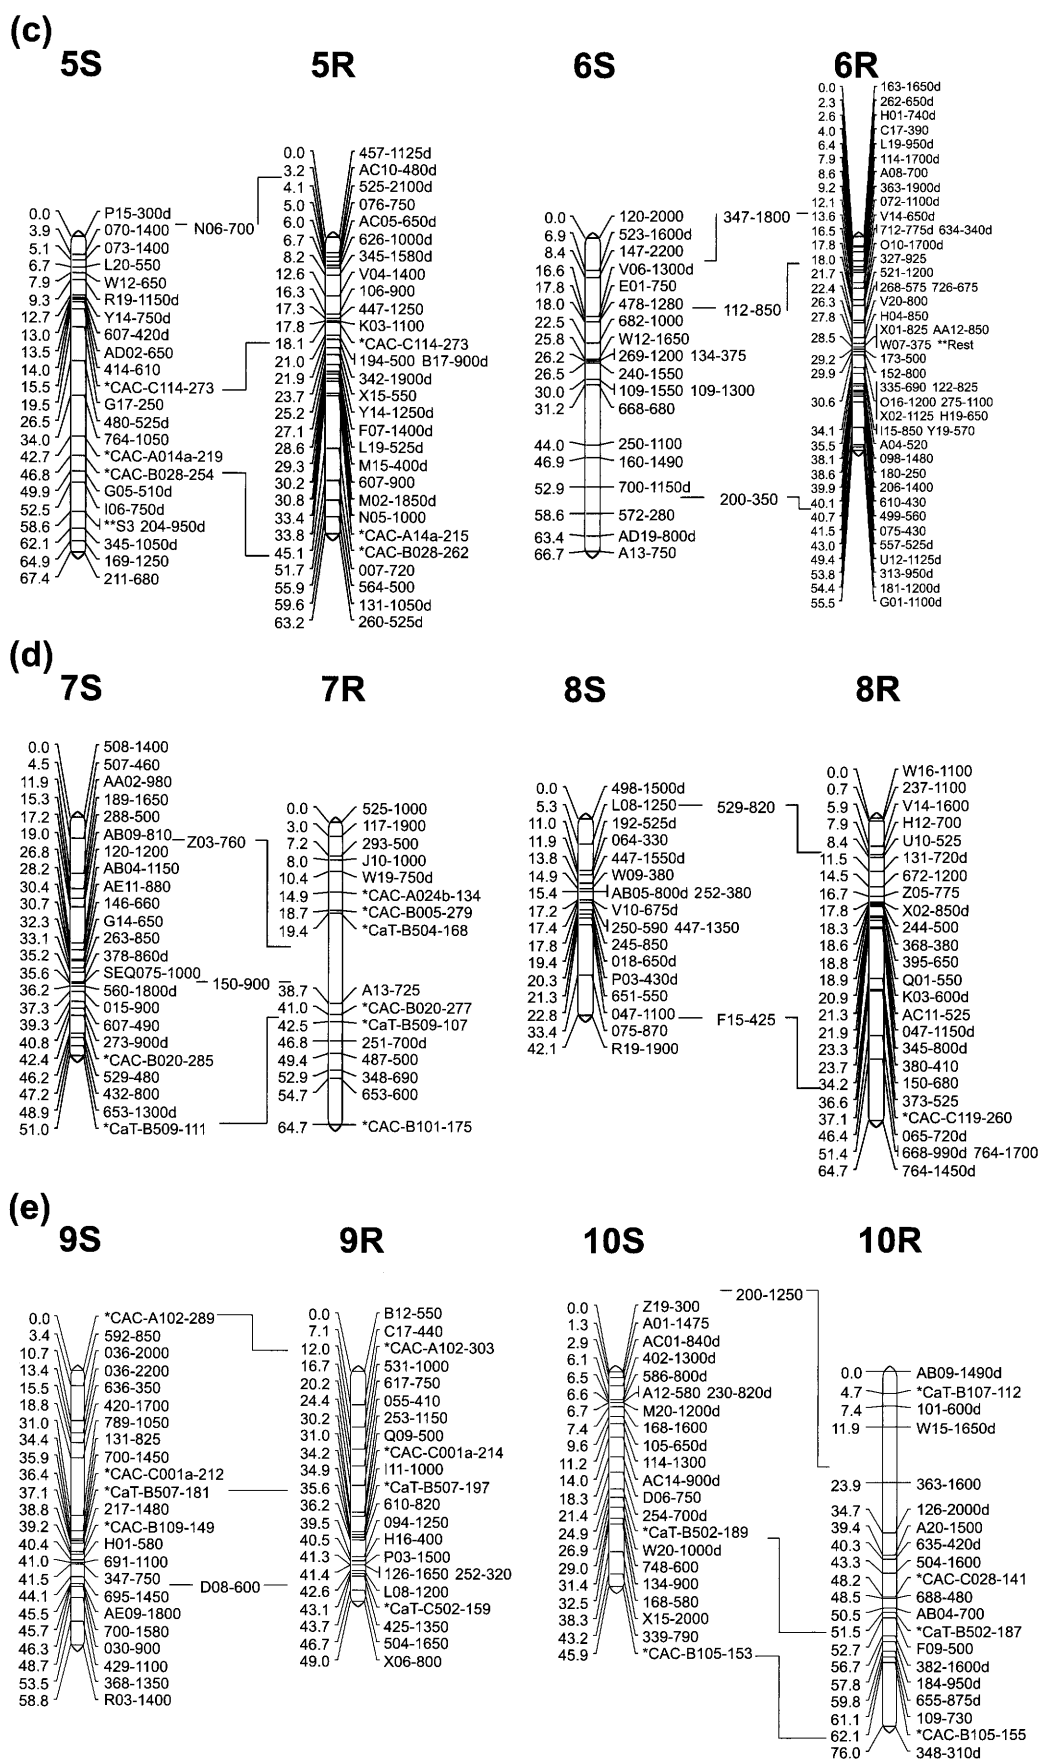 (c)
5S
0.0 P15-300d
3.9 070-1400
5.1 073-1400
6.7 L20-550
7.9 W12-650
9.3 R19-1150d
12.7 Y14-750d
13.0 607-420d
13.5 AD02-650
14.0 414-610
15.5 *CAC-C114-273
19.5 G17-250
26.5 480-525d
34.0 764-1050
42.7 *CAC-A014a-219
46.8 *CAC-B028-254
49.9 G05-510d
52.5 I06-750d
58.6 **S3 204-950d
62.1 345-1050d
64.9 169-1250
67.4 211-680
N06-700
5R
0.0 457-1125d
3.2 AC10-480d
4.1 525-2100d
5.0 076-750
6.0 AC05-650d
6.7 626-1000d
8.2 345-1580d
12.6 V04-1400
16.3 106-900
17.3 447-1250
17.8 K03-1100
18.1 *CAC-C114-273
21.0 194-500 B17-900d
21.9 342-1900d
23.7 X15-550
25.2 Y14-1250d
27.1 F07-1400d
28.6 L19-525d
29.3 M15-400d
30.2 607-900
30.8 M02-1850d
33.4 N05-1000
33.8 *CAC-A14a-215
45.1 *CAC-B028-262
51.7 007-720
55.9 564-500
59.6 131-1050d
63.2 260-525d
6S
0.0 120-2000
6.9 523-1600d
8.4 147-2200
16.6 V06-1300d
17.8 E01-750
18.0 478-1280
22.5 682-1000
25.8 W12-1650
26.2 269-1200 134-375
26.5 240-1550
30.0 109-1550 109-1300
31.2 668-680
44.0 250-1100
46.9 160-1490
52.9 700-1150d
58.6 572-280
63.4 AD19-800d
66.7 A13-750
347-1800
112-850
200-350
6R
0.0 163-1650d
2.3 262-650d
2.6 H01-740d
4.0 C17-390
6.4 L19-950d
7.9 114-1700d
8.6 A08-700
9.2 363-1900d
12.1 072-1100d
13.6 V14-650d
16.5 712-775d 634-340d
17.8 O10-1700d
18.0 327-925
21.7 521-1200
22.4 268-575 726-675
26.3 V20-800
27.8 H04-850
28.5 X01-825 AA12-850
W07-375 **Rest
29.2 173-500
29.9 152-800
30.6 335-690 122-825
O16-1200 275-1100
X02-1125 H19-650
34.1 I15-850 Y19-570
35.5 A04-520
38.1 098-1480
38.6 180-250
39.9 206-1400
40.1 610-430
40.7 499-560
41.5 075-430
43.0 557-525d
49.4 U12-1125d
53.8 313-950d
54.4 181-1200d
55.5 G01-1100d
(d)
7S
0.0 508-1400
4.5 507-460
11.9 AA02-980
15.3 189-1650
17.2 288-500
19.0 AB09-810
26.8 120-1200
28.2 AB04-1150
30.4 AE11-880
30.7 146-660
32.3 G14-650
33.1 263-850
35.2 378-860d
35.6 SEQ075-1000
36.2 560-1800d
37.3 015-900
39.3 607-490
40.8 273-900d
42.4 *CAC-B020-285
46.2 529-480
47.2 432-800
48.9 653-1300d
51.0 *CaT-B509-111
Z03-760
150-900
7R
0.0 525-1000
3.0 117-1900
7.2 293-500
8.0 J10-1000
10.4 W19-750d
14.9 *CAC-A024b-134
18.7 *CAC-B005-279
19.4 *CaT-B504-168
38.7 A13-725
41.0 *CAC-B020-277
42.5 *CaT-B509-107
46.8 251-700d
49.4 487-500
52.9 348-690
54.7 653-600
64.7 *CAC-B101-175
8S
0.0 498-1500d
5.3 L08-1250
11.0 192-525d
11.9 064-330
13.8 447-1550d
14.9 W09-380
15.4 AB05-800d 252-380
17.2 V10-675d
17.4 250-590 447-1350
17.8 245-850
19.4 018-650d
20.3 P03-430d
21.3 651-550
22.8 047-1100
33.4 075-870
42.1 R19-1900
529-820
F15-425
8R
0.0 W16-1100
0.7 237-1100
5.9 V14-1600
7.9 H12-700
8.4 U10-525
11.5 131-720d
14.5 672-1200
16.7 Z05-775
17.8 X02-850d
18.3 244-500
18.6 368-380
18.8 395-650
18.9 Q01-550
20.9 K03-600d
21.3 AC11-525
21.9 047-1150d
23.3 345-800d
23.7 380-410
34.2 150-680
36.6 373-525
37.1 *CAC-C119-260
46.4 065-720d
51.4 668-990d 764-1700
64.7 764-1450d
(e)
9S
0.0 *CAC-A102-289
3.4 592-850
10.7 036-2000
13.4 036-2200
15.5 636-350
18.8 420-1700
31.0 789-1050
34.4 131-825
35.9 700-1450
36.4 *CAC-C001a-212
37.1 *CaT-B507-181
38.8 217-1480
39.2 *CAC-B109-149
40.4 H01-580
41.0 691-1100
41.5 347-750
44.1 695-1450
45.5 AE09-1800
45.7 700-1580
46.3 030-900
48.7 429-1100
53.5 368-1350
58.8 R03-1400
D08-600
9R
0.0 B12-550
7.1 C17-440
12.0 *CAC-A102-303
16.7 531-1000
20.2 617-750
24.4 055-410
30.2 253-1150
31.0 Q09-500
34.2 *CAC-C001a-214
34.9 I11-1000
35.6 *CaT-B507-197
36.2 610-820
39.5 094-1250
40.5 H16-400
41.3 P03-1500
41.4 126-1650 252-320
42.6 L08-1200
43.1 *CaT-C502-159
43.7 425-1350
46.7 504-1650
49.0 X06-800
10S
0.0 Z19-300
1.3 A01-1475
2.9 AC01-840d
6.1 402-1300d
6.5 586-800d
6.6 A12-580 230-820d
6.7 M20-1200d
7.4 168-1600
9.6 105-650d
11.2 114-1300
14.0 AC14-900d
18.3 D06-750
21.4 254-700d
24.9 *CaT-B502-189
26.9 W20-1000d
29.0 748-600
31.4 134-900
32.5 168-580
38.3 X15-2000
43.2 339-790
45.9 *CAC-B105-153
200-1250
10R
0.0 AB09-1490d
4.7 *CaT-B107-112
7.4 101-600d
11.9 W15-1650d
23.9 363-1600
34.7 126-2000d
39.4 A20-1500
40.3 635-420d
43.3 504-1600
48.2 *CAC-C028-141
48.5 688-480
50.5 AB04-700
51.5 *CaT-B502-187
52.7 F09-500
56.7 382-1600d
57.8 184-950d
59.8 655-875d
61.1 109-730
62.1 *CAC-B105-155
76.0 348-310d